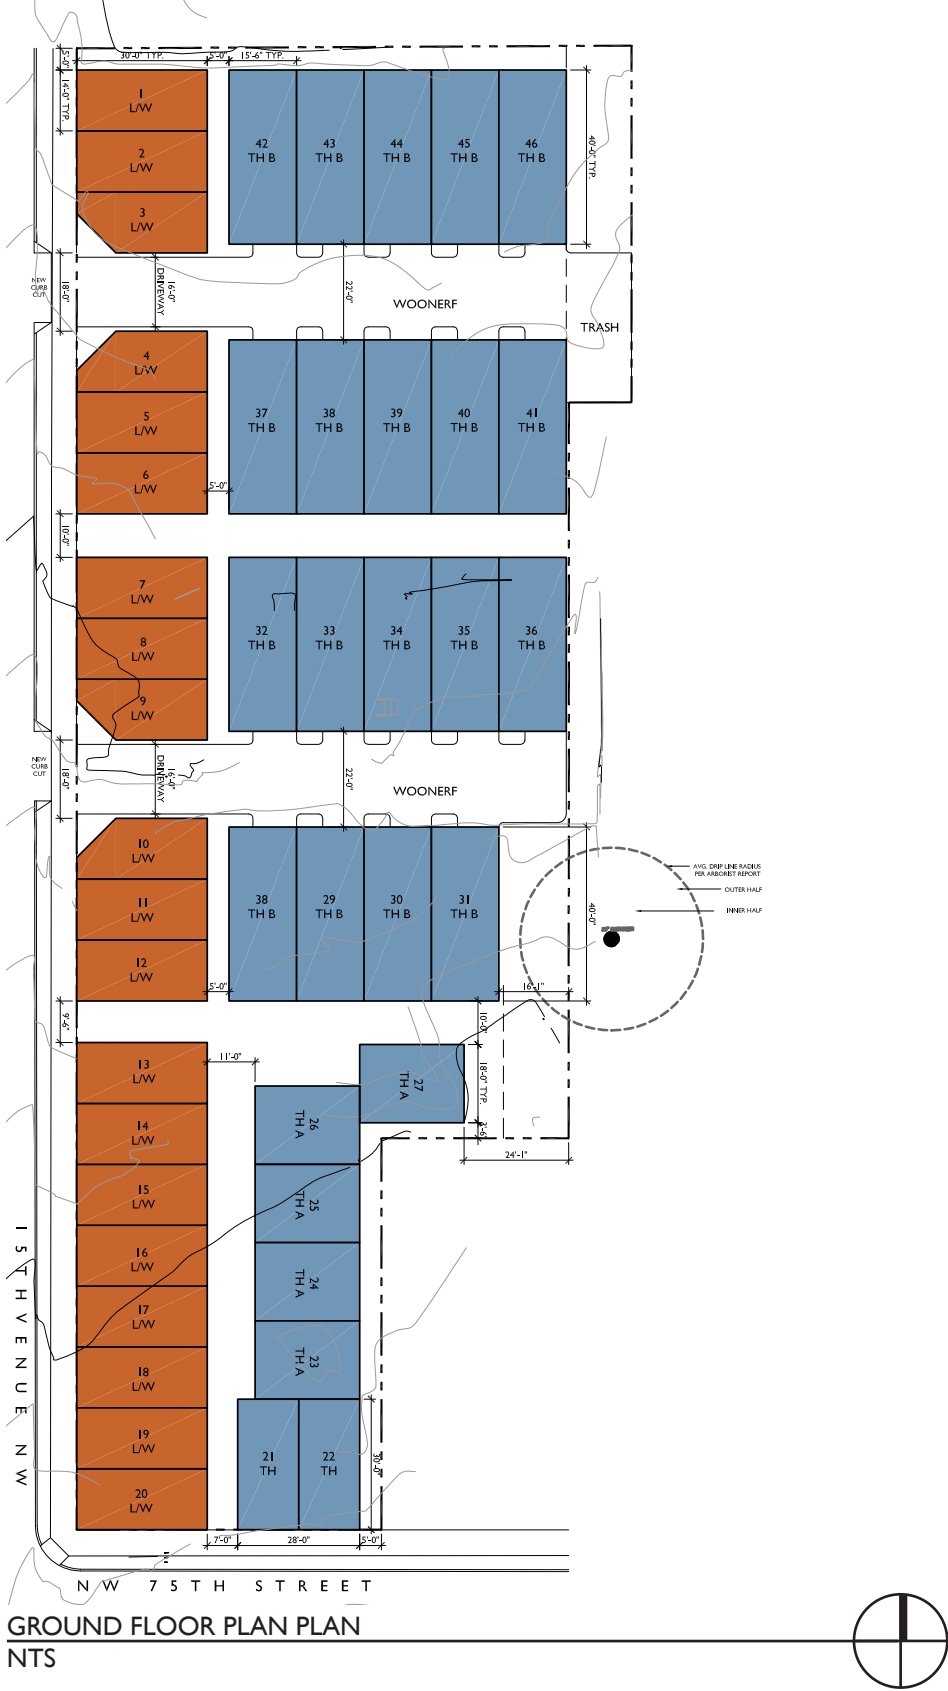 5'-0"
30'-0" TYP.
5'-0"
15'-6" TYP.
14'-0" TYP.
40'-0" TYP.
1
L/W
2
L/W
3
L/W
42
TH B
43
TH B
44
TH B
45
TH B
46
TH B
NEW
CURB
CUT
18'-0"
16'-0"
DRIVEWAY
22'-0"
WOONERF
TRASH
4
L/W
5
L/W
6
L/W
37
TH B
38
TH B
39
TH B
40
TH B
41
TH B
5'-0"
10'-0"
7
L/W
8
L/W
9
L/W
32
TH B
33
TH B
34
TH B
35
TH B
36
TH B
NEW
CURB
CUT
18'-0"
16'-0"
DRIVEWAY
22'-0"
WOONERF
10
L/W
11
L/W
12
L/W
38
TH B
29
TH B
30
TH B
31
TH B
40'-0"
AVG. DRIP LINE RADIUS
PER ARBORIST REPORT
OUTER HALF
INNER HALF
5'-0"
16'-1"
9'-6"
10'-0"
11'-0"
18'-0" TYP.
3'-6"
24'-1"
13
L/W
14
L/W
15
L/W
16
L/W
17
L/W
18
L/W
19
L/W
20
L/W
27
TH A
26
TH A
25
TH A
24
TH A
23
TH A
21
TH
22
TH
30'-0"
7'-0"
28'-0"
5'-0"
15THVENUE NW
NW 75TH STREET
GROUND FLOOR PLAN PLAN
NTS